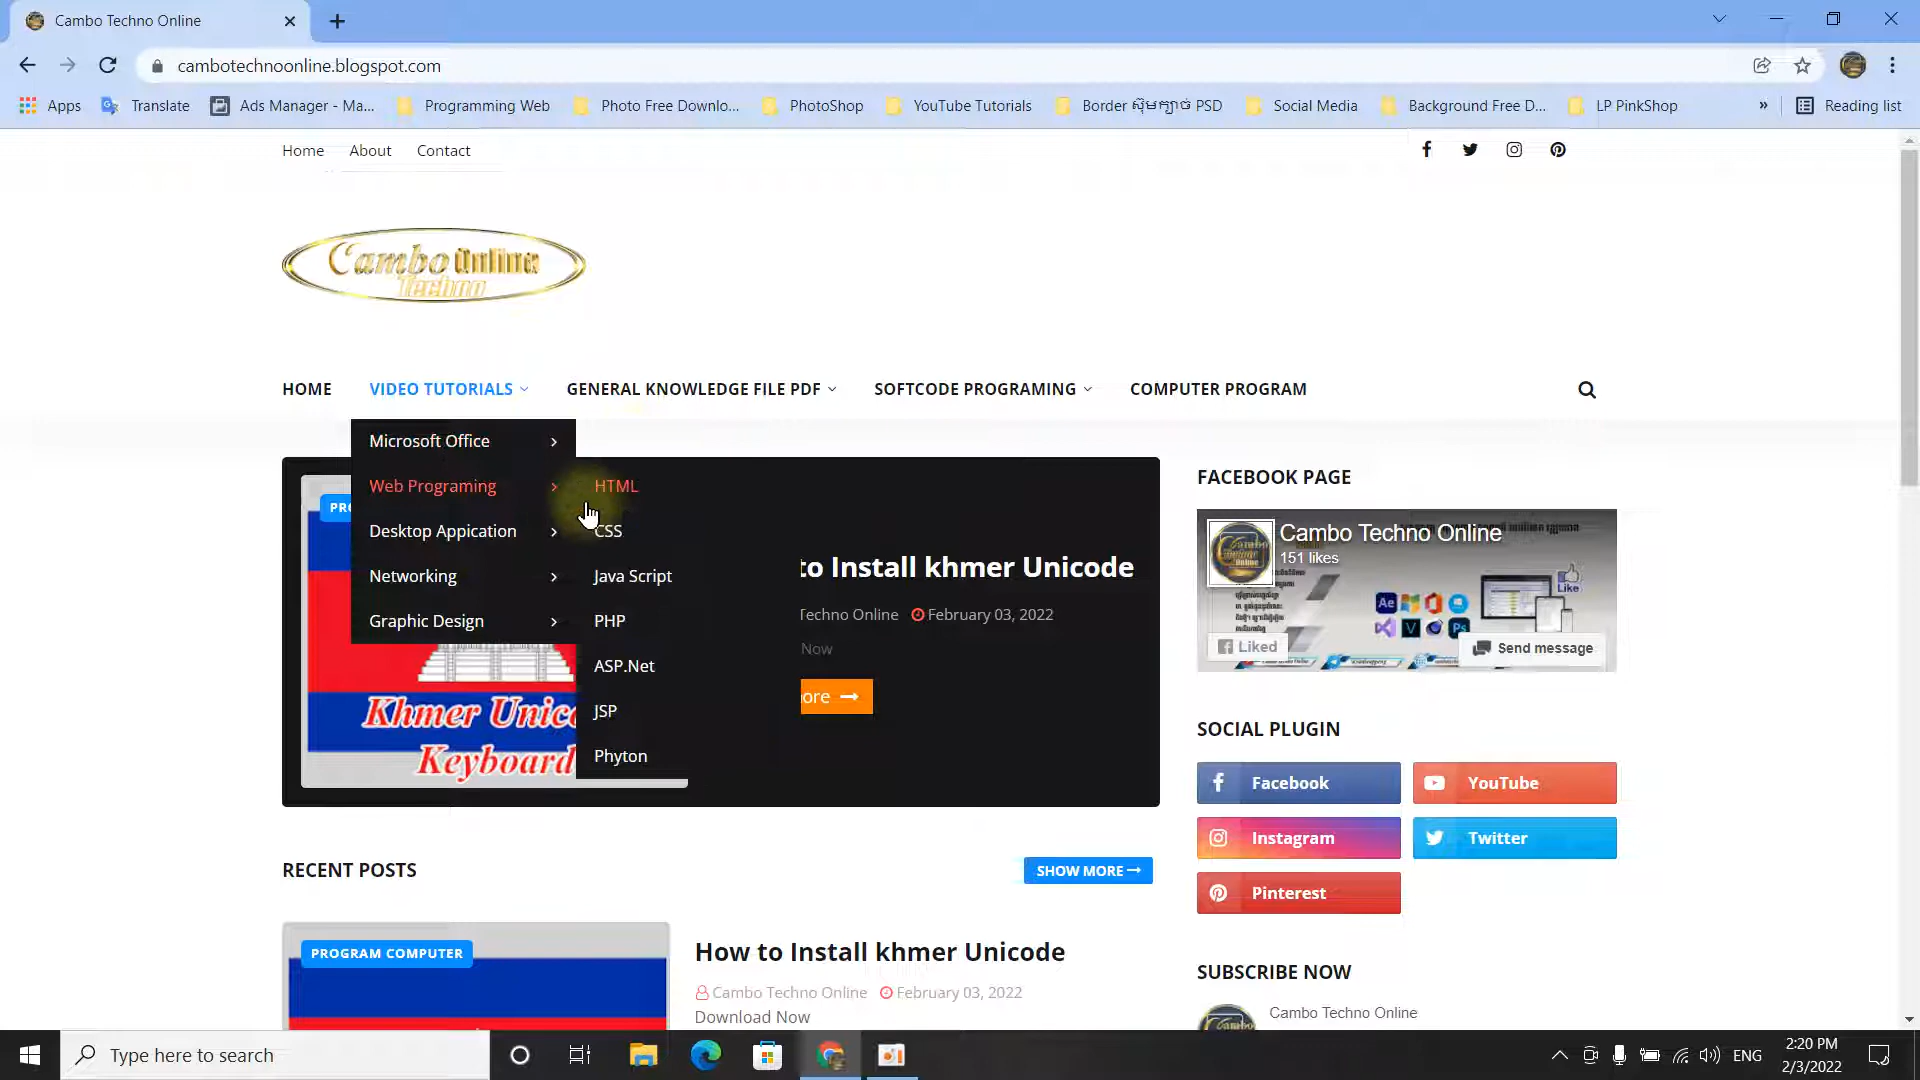 Cambo Techno Online
cambotechnoonline.blogspot.com
Apps Translate Ads Manager - Ma... Programming Web Photo Free Downlo... PhotoShop YouTube Tutorials Border ស៊ុមក្បាច់ PSD Social Media Background Free D... LP PinkShop » Reading list
Home About Contact
Cambo Online
Techno
HOME VIDEO TUTORIALS GENERAL KNOWLEDGE FILE PDF SOFTCODE PROGRAMING COMPUTER PROGRAM
Microsoft Office
Web Programing
Desktop Appication
Networking
Graphic Design
HTML
CSS
Java Script
PHP
ASP.Net
JSP
Phyton
PR
to Install khmer Unicode
Techno Online February 03, 2022
Now
ore
Khmer Unico
Keyboard
FACEBOOK PAGE
Cambo Techno Online
151 likes
Like
Liked
Send message
SOCIAL PLUGIN
Facebook YouTube
Instagram Twitter
Pinterest
RECENT POSTS
SHOW MORE
PROGRAM COMPUTER
How to Install khmer Unicode
Cambo Techno Online February 03, 2022
Download Now
SUBSCRIBE NOW
Cambo Techno Online
Type here to search
ENG
2:20 PM
2/3/2022